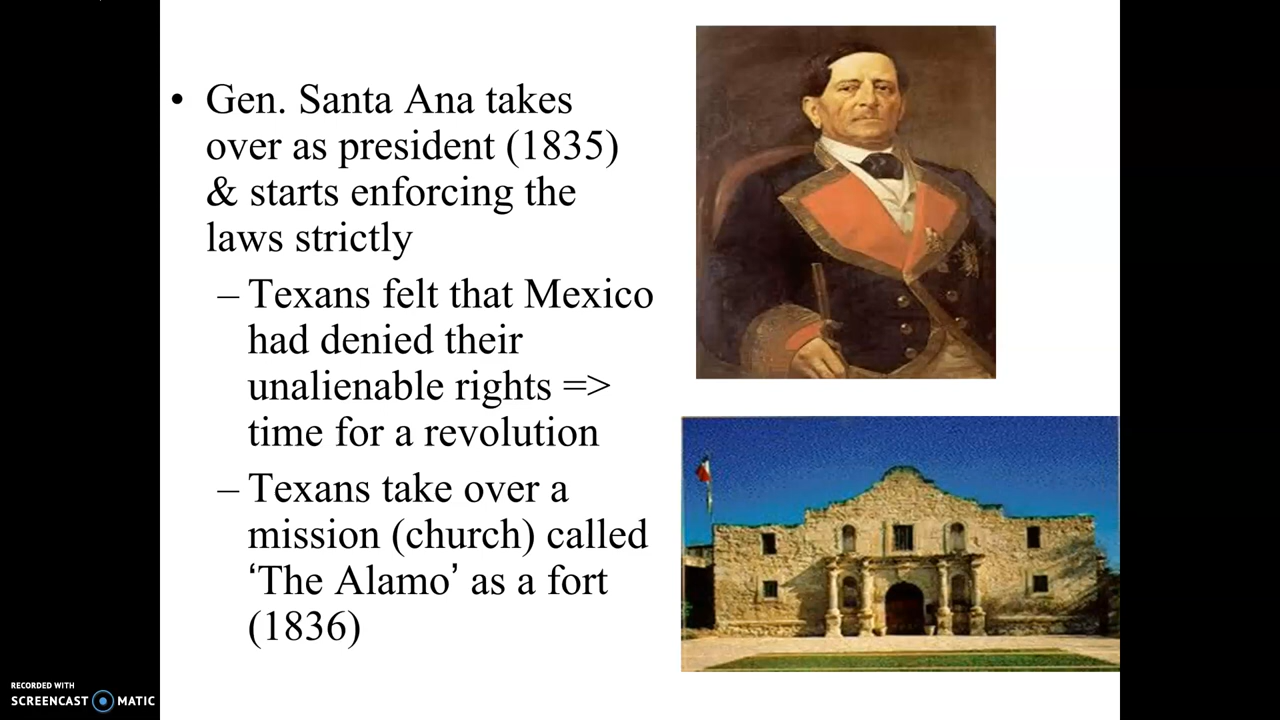 • Gen. Santa Ana takes
over as president (1835)
& starts enforcing the
laws strictly
– Texans felt that Mexico
had denied their
unalienable rights =>
time for a revolution
– Texans take over a
mission (church) called
‘The Alamo’ as a fort
(1836)
RECORDED WITH
SCREENCAST MATIC